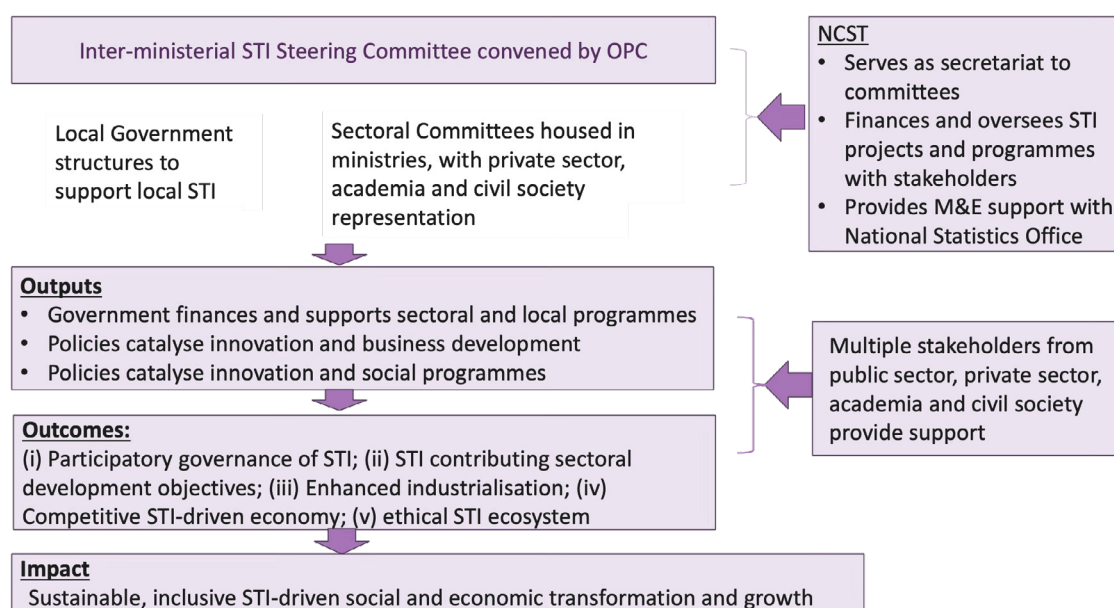 Inter-ministerial STI Steering Committee convened by OPC
Local Government
structures to
support local STI
Sectoral Committees housed in
ministries, with private sector,
academia and civil society
representation
NCST
• Serves as secretariat to
committees
• Finances and oversees STI
projects and programmes
with stakeholders
• Provides M&E support with
National Statistics Office
Outputs
• Government finances and supports sectoral and local programmes
• Policies catalyse innovation and business development
• Policies catalyse innovation and social programmes
Multiple stakeholders from
public sector, private sector,
academia and civil society
provide support
Outcomes:
(i) Participatory governance of STI; (ii) STI contributing sectoral
development objectives; (iii) Enhanced industrialisation; (iv)
Competitive STI-driven economy; (v) ethical STI ecosystem
Impact
Sustainable, inclusive STI-driven social and economic transformation and growth